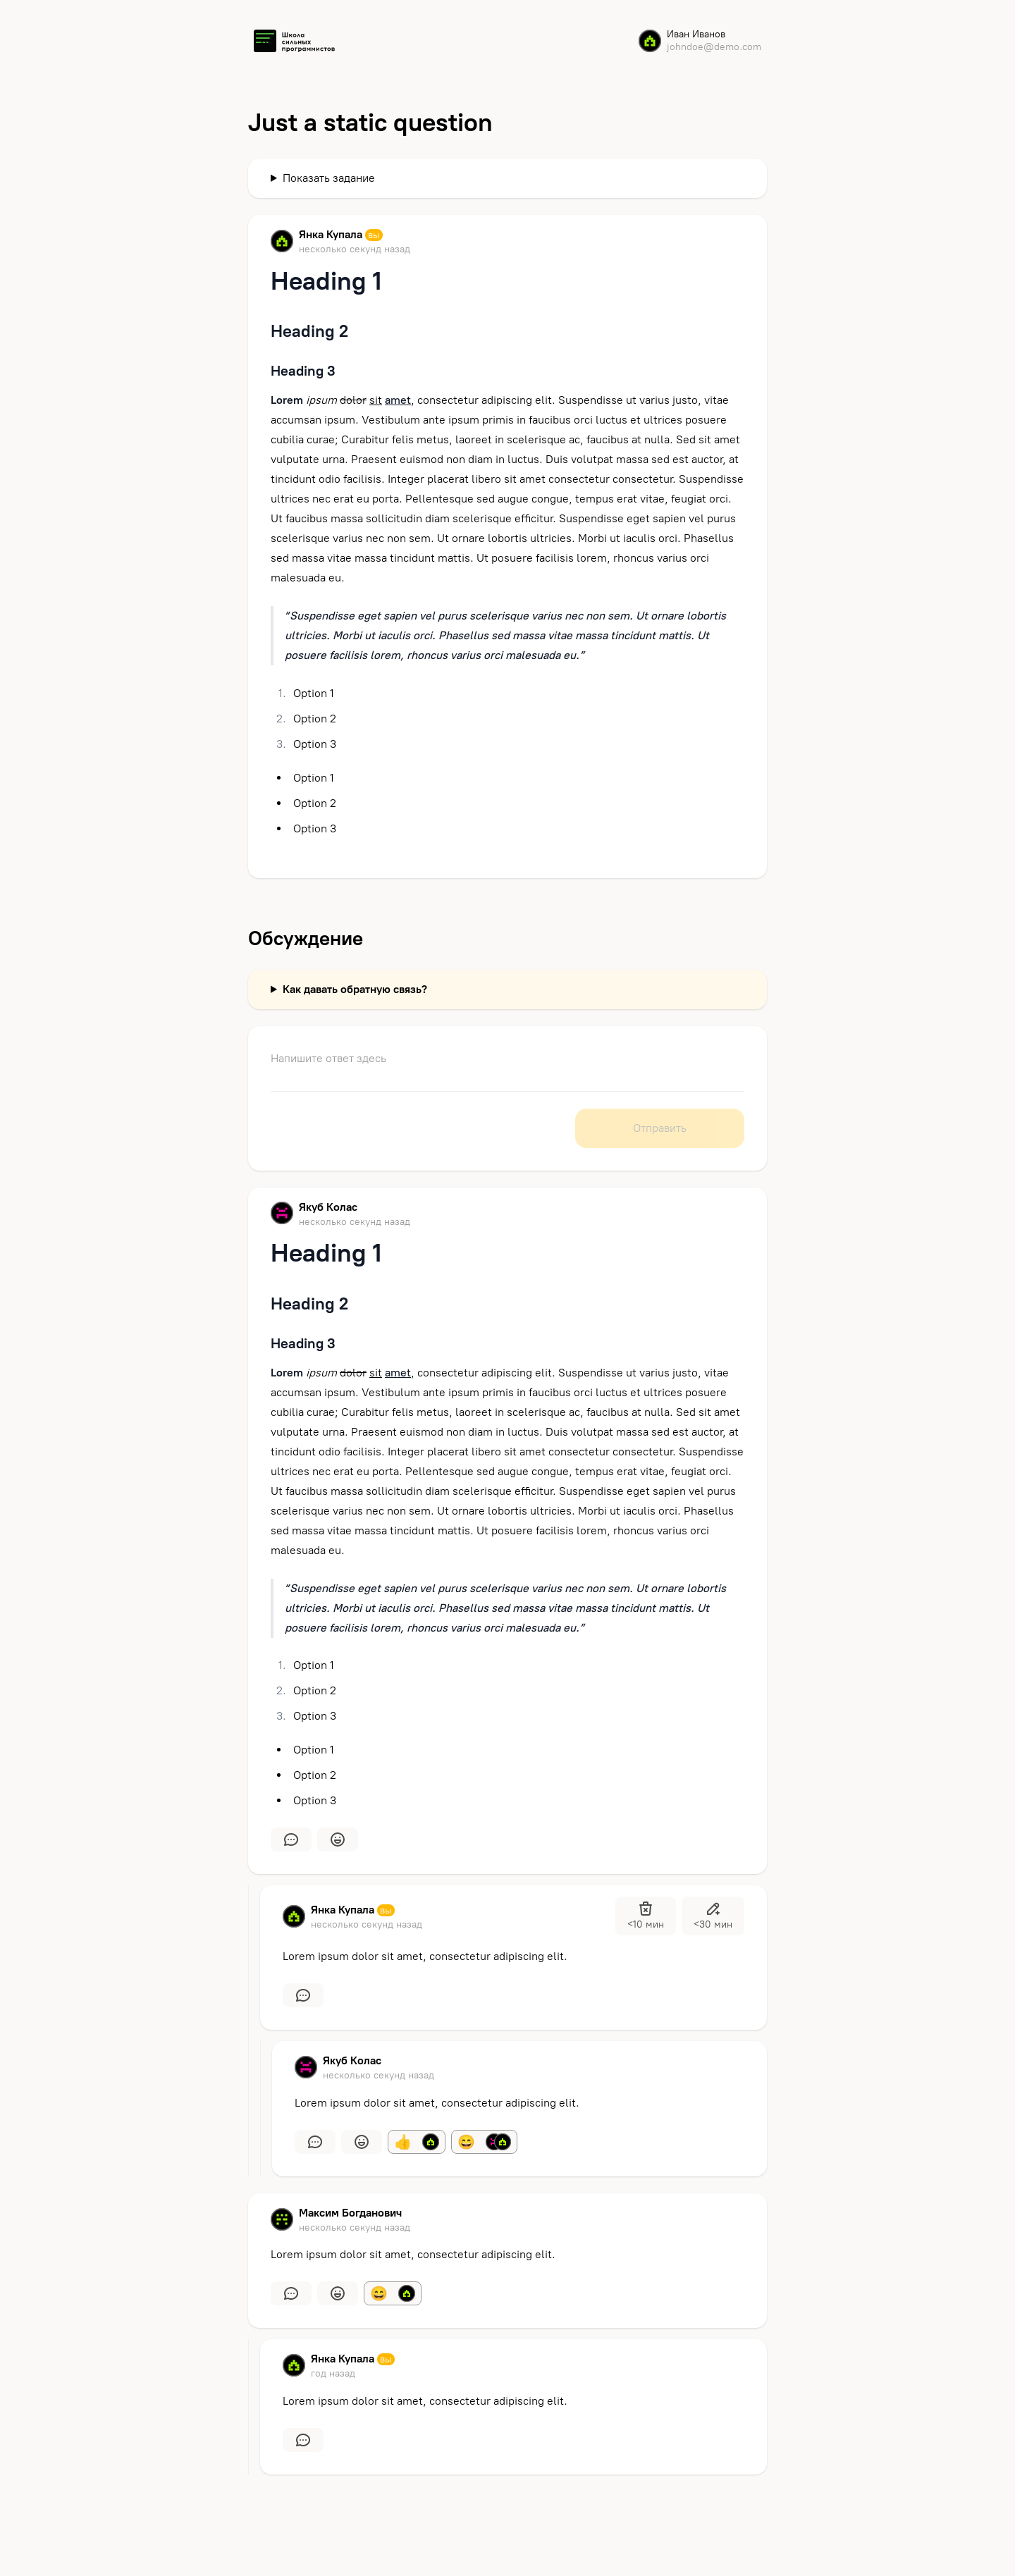 Школа
сильных
программистов
Иван Иванов
johndoe@demo.com
Just a static question
Показать задание
Янка Купала вы
несколько секунд назад
Heading 1
Heading 2
Heading 3
Lorem ipsum dolor sit amet, consectetur adipiscing elit. Suspendisse ut varius justo, vitae
accumsan ipsum. Vestibulum ante ipsum primis in faucibus orci luctus et ultrices posuere
cubilia curae; Curabitur felis metus, laoreet in scelerisque ac, faucibus at nulla. Sed sit amet
vulputate urna. Praesent euismod non diam in luctus. Duis volutpat massa sed est auctor, at
tincidunt odio facilisis. Integer placerat libero sit amet consectetur consectetur. Suspendisse
ultrices nec erat eu porta. Pellentesque sed augue congue, tempus erat vitae, feugiat orci.
Ut faucibus massa sollicitudin diam scelerisque efficitur. Suspendisse eget sapien vel purus
scelerisque varius nec non sem. Ut ornare lobortis ultricies. Morbi ut iaculis orci. Phasellus
sed massa vitae massa tincidunt mattis. Ut posuere facilisis lorem, rhoncus varius orci
malesuada eu.
“Suspendisse eget sapien vel purus scelerisque varius nec non sem. Ut ornare lobortis
ultricies. Morbi ut iaculis orci. Phasellus sed massa vitae massa tincidunt mattis. Ut
posuere facilisis lorem, rhoncus varius orci malesuada eu.”
1. Option 1
2. Option 2
3. Option 3
• Option 1
• Option 2
• Option 3
Обсуждение
Как давать обратную связь?
Напишите ответ здесь
Отправить
Якуб Колас
несколько секунд назад
Heading 1
Heading 2
Heading 3
Lorem ipsum dolor sit amet, consectetur adipiscing elit. Suspendisse ut varius justo, vitae
accumsan ipsum. Vestibulum ante ipsum primis in faucibus orci luctus et ultrices posuere
cubilia curae; Curabitur felis metus, laoreet in scelerisque ac, faucibus at nulla. Sed sit amet
vulputate urna. Praesent euismod non diam in luctus. Duis volutpat massa sed est auctor, at
tincidunt odio facilisis. Integer placerat libero sit amet consectetur consectetur. Suspendisse
ultrices nec erat eu porta. Pellentesque sed augue congue, tempus erat vitae, feugiat orci.
Ut faucibus massa sollicitudin diam scelerisque efficitur. Suspendisse eget sapien vel purus
scelerisque varius nec non sem. Ut ornare lobortis ultricies. Morbi ut iaculis orci. Phasellus
sed massa vitae massa tincidunt mattis. Ut posuere facilisis lorem, rhoncus varius orci
malesuada eu.
“Suspendisse eget sapien vel purus scelerisque varius nec non sem. Ut ornare lobortis
ultricies. Morbi ut iaculis orci. Phasellus sed massa vitae massa tincidunt mattis. Ut
posuere facilisis lorem, rhoncus varius orci malesuada eu.”
1. Option 1
2. Option 2
3. Option 3
• Option 1
• Option 2
• Option 3
Янка Купала вы
несколько секунд назад
<10 мин
<30 мин
Lorem ipsum dolor sit amet, consectetur adipiscing elit.
Якуб Колас
несколько секунд назад
Lorem ipsum dolor sit amet, consectetur adipiscing elit.
Максим Богданович
несколько секунд назад
Lorem ipsum dolor sit amet, consectetur adipiscing elit.
Янка Купала вы
год назад
Lorem ipsum dolor sit amet, consectetur adipiscing elit.